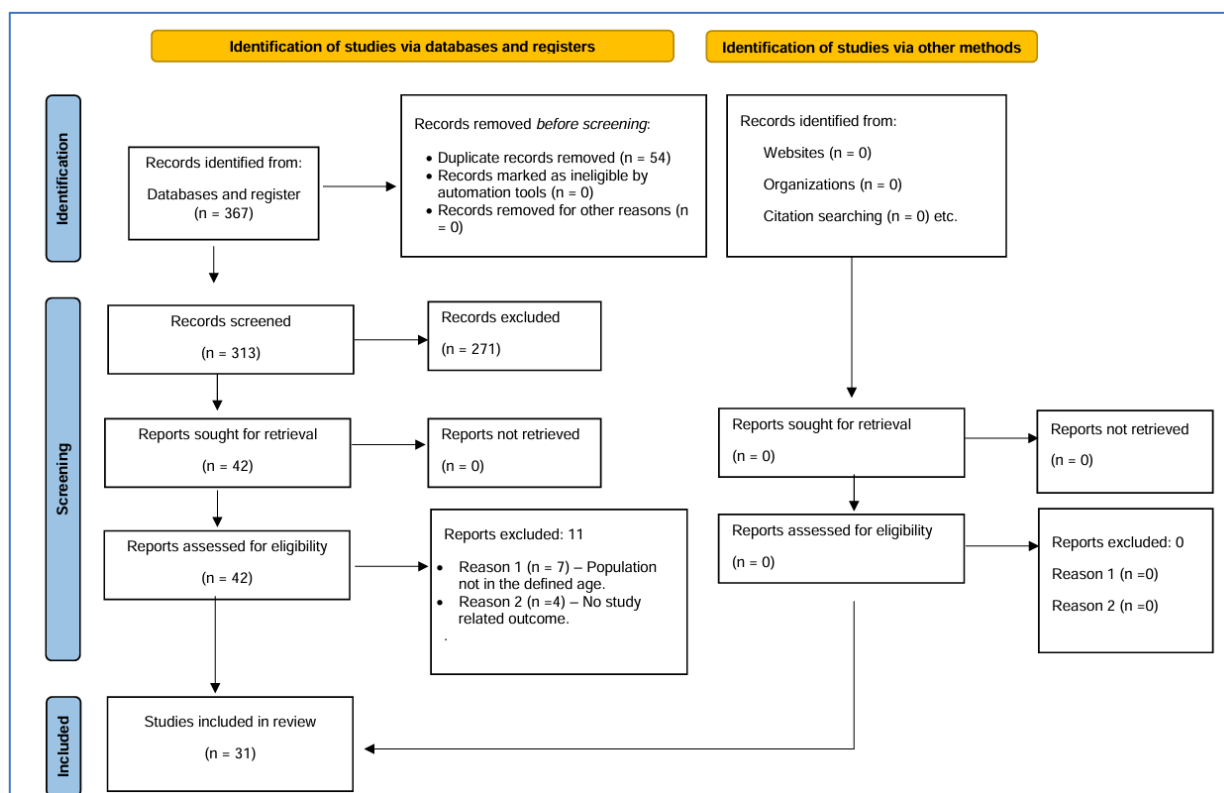 Identification of studies via databases and registers
Identification of studies via other methods
Identification
Records identified from:
Databases and register
(n = 367)
Records removed before screening:
• Duplicate records removed (n = 54)
• Records marked as ineligible by
automation tools (n = 0)
• Records removed for other reasons (n
= 0)
Records identified from:
Websites (n = 0)
Organizations (n = 0)
Citation searching (n = 0) etc.
Screening
Records screened
(n = 313)
Records excluded
(n = 271)
Reports sought for retrieval
(n = 42)
Reports not retrieved
(n = 0)
Reports sought for retrieval
(n = 0)
Reports not retrieved
(n = 0)
Reports assessed for eligibility
(n = 42)
Reports excluded: 11
• Reason 1 (n = 7) – Population
not in the defined age.
• Reason 2 (n =4) – No study
related outcome.
.
Reports assessed for eligibility
(n = 0)
Reports excluded: 0
Reason 1 (n =0)
Reason 2 (n =0)
Included
Studies included in review
(n = 31)